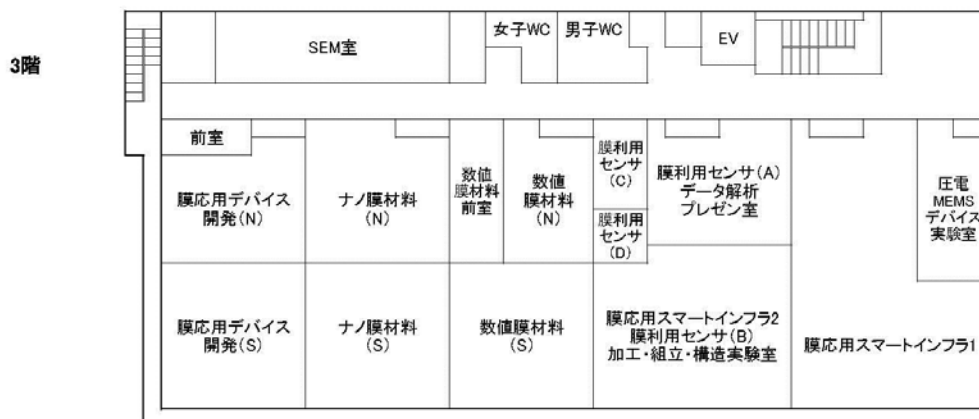 3階
SEM室
女子WC
男子WC
EV
前室
膜応用デバイス
開発(N)
ナノ膜材料
(N)
数値
膜材料
前室
数値
膜材料
(N)
膜利用
センサ
(C)
膜利用
センサ
(D)
膜利用センサ(A)
データ解析
プレゼン室
圧電
MEMS
デバイス
実験室
膜応用デバイス
開発(S)
ナノ膜材料
(S)
数値膜材料
(S)
膜応用スマートインフラ2
膜利用センサ(B)
加工・組立・構造実験室
膜応用スマートインフラ1